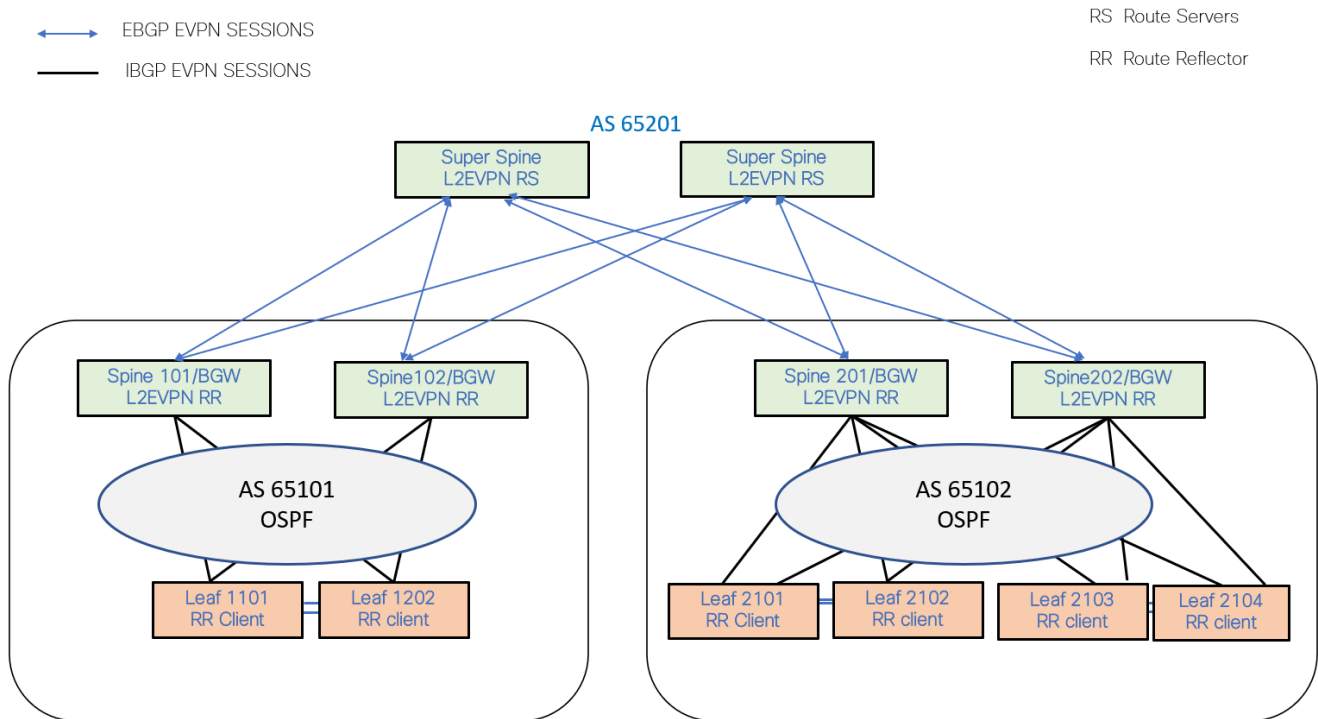 EBGP EVPN SESSIONS
IBGP EVPN SESSIONS
RS Route Servers
RR Route Reflector
AS 65201
Super Spine
L2EVPN RS
Super Spine
L2EVPN RS
Spine 101/BGW
L2EVPN RR
Spine102/BGW
L2EVPN RR
Spine 201/BGW
L2EVPN RR
Spine202/BGW
L2EVPN RR
AS 65101
OSPF
AS 65102
OSPF
Leaf 1101
RR Client
Leaf 1202
RR client
Leaf 2101
RR Client
Leaf 2102
RR client
Leaf 2103
RR client
Leaf 2104
RR client